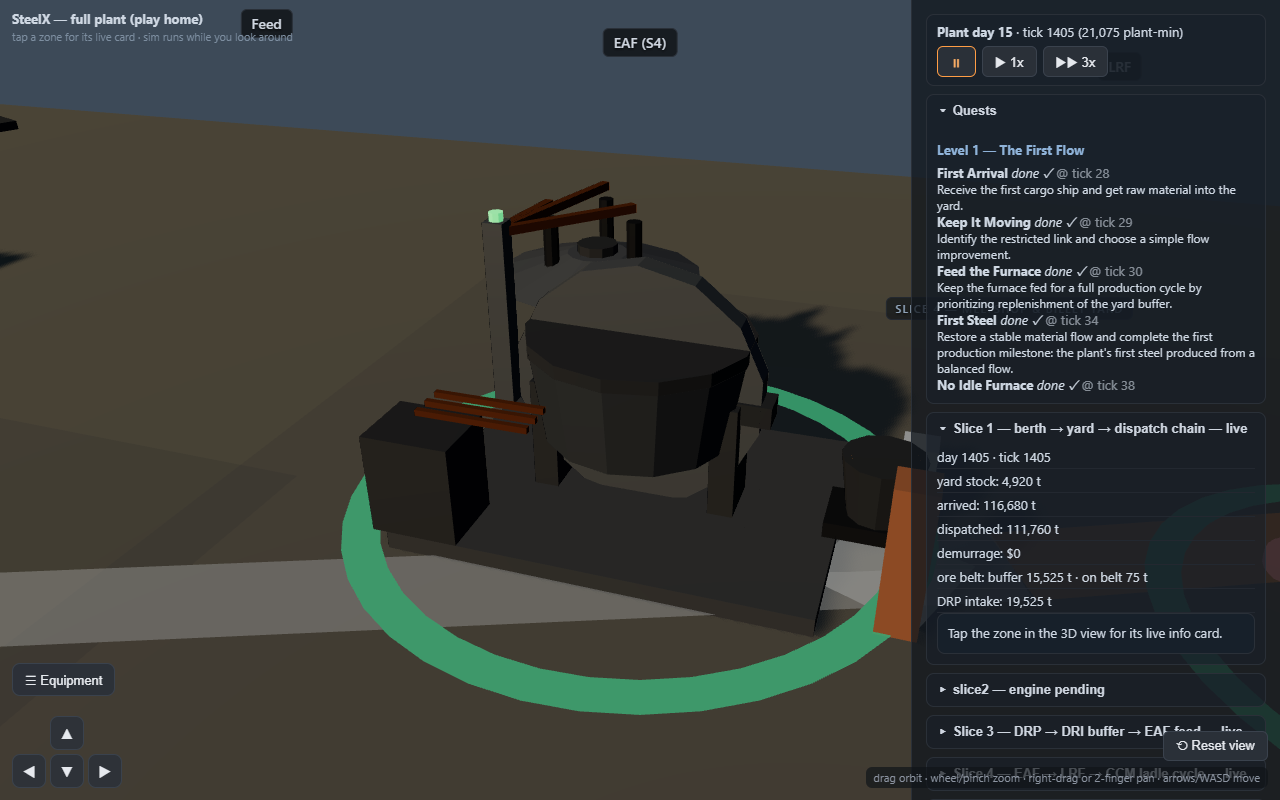 SteelX — full plant (play home)
tap a zone for its live card · sim runs while you look around
Feed
EAF (S4)
LRF
Plant day 15 · tick 1405 (21,075 plant-min)
⏸
▶ 1x
▶▶ 3x
▾ Quests
Level 1 — The First Flow
First Arrival done ✓@ tick 28
Receive the first cargo ship and get raw material into the
yard.
Keep It Moving done ✓@ tick 29
Identify the restricted link and choose a simple flow
improvement.
Feed the Furnace done ✓@ tick 30
Keep the furnace fed for a full production cycle by
prioritizing replenishment of the yard buffer.
First Steel done ✓@ tick 34
Restore a stable material flow and complete the first
production milestone: the plant's first steel produced from a
balanced flow.
No Idle Furnace done ✓@ tick 38
SLICE
▾ Slice 1 — berth → yard → dispatch chain — live
day 1405 · tick 1405
yard stock: 4,920 t
arrived: 116,680 t
dispatched: 111,760 t
demurrage: $0
ore belt: buffer 15,525 t · on belt 75 t
DRP intake: 19,525 t
Tap the zone in the 3D view for its live info card.
▸ slice2 — engine pending
▸ Slice 3 — DRP → DRI buffer → EAF feed — live
▸ Slice 4 — EAF → LRF → CCM ladle cycle — live
⟲ Reset view
drag orbit · wheel/pinch zoom · right-drag or 2-finger pan · arrows/WASD move
☰ Equipment
▲
◀ ▼ ▶